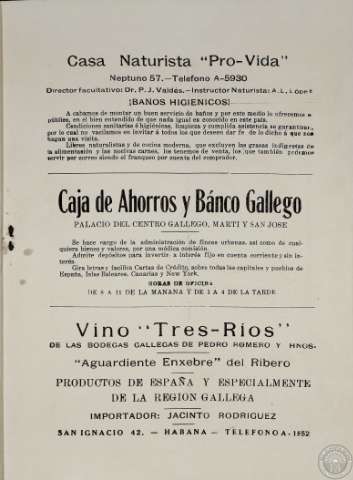 Casa Naturista "Pro-Vida"
Neptuno 57.—Telefono A-5930
Director facultativo: Dr. P. J. Valdés.—Instructor Naturista: A. L. López
¡BANOS HIGIENICOS!
A cabamos de montar un buen servicio de baños y por este medio lo ofrecemos al
público, en el bien entendido de que nada igual es conocido en este país.
Condiciones sanitarias é higiénicas, limpieza y cumplida asistencia se garantizan,
por lo cual no vacilamos en invitar á todos los que deseen dar fe de lo dicho á que nos
hagan una visita.
Libros naturalistas y de cocina moderna, que excluyen las grasas indigestas de
la alimentación y las nocivas carnes, los tenemos de venta, los que también podemos
servir por correo siendo el franqueo por cuenta del comprador.
Caja de Ahorros y Bánco Gallego
PALACIO DEL CENTRO GALLEGO, MARTI Y SAN JOSE
Se hace cargo de la administración de fincas urbanas, así como de cual-
quiera bienes y valores, por una módica comisión.
Admite depósitos para invertir a interés fijo en cuenta corriente y sin in-
terés.
Gira letras y facilita Cartas de Crédito, sobre todas las capitales y pueblos de
España, Islas Baleares, Canarias y New York.
HORAS DE OFICINA
DE 8 A 11 DE LA MAÑANA Y DE 1 A 4 DE LA TARDE
Vino "Tres-Rios"
DE LAS BODEGAS GALLEGAS DE PEDRO ROMERO Y HNOS.
"Aguardiente Enxebre" del Ribero
PRODUCTOS DE ESPAÑA Y ESPECIALMENTE
DE LA REGION GALLEGA
IMPORTADOR: JACINTO RODRIGUEZ
SAN IGNACIO 42. — HABANA — TELEFONO A-1952